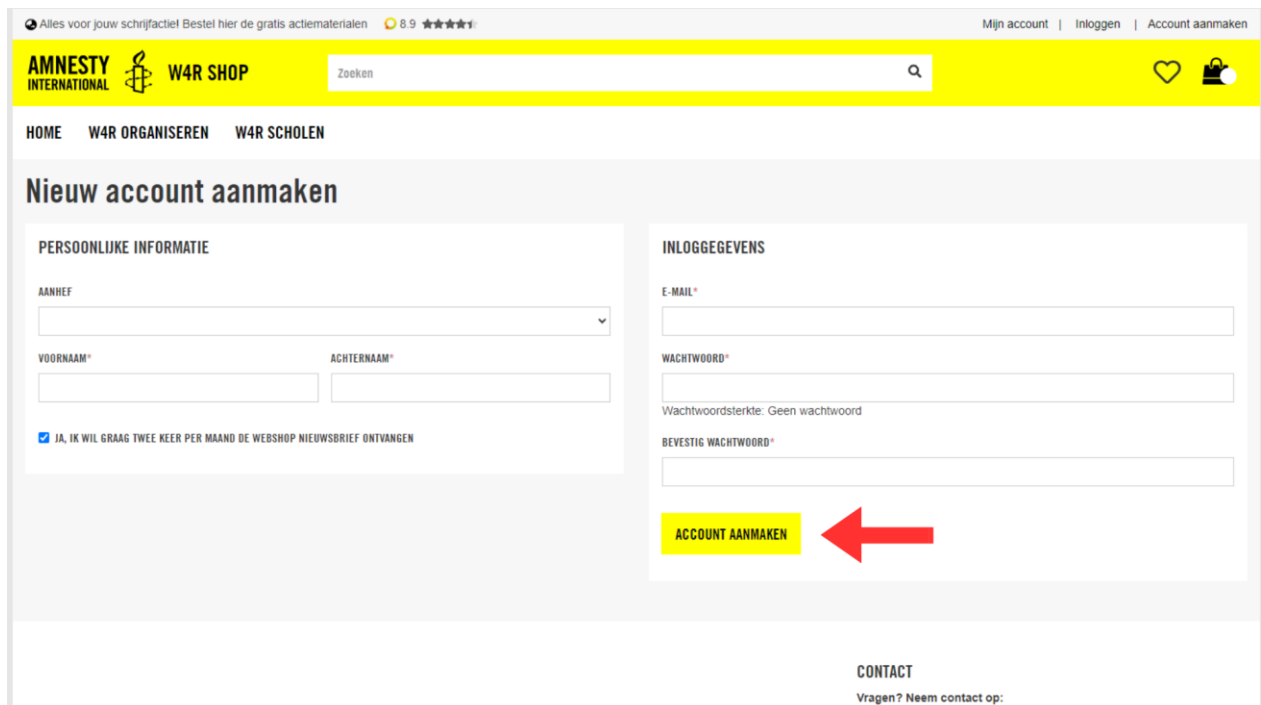 Alles voor jouw schrijfactie! Bestel hier de gratis actiematerialen 8.9
Mijn account | Inloggen | Account aanmaken
AMNESTY
INTERNATIONAL
W4R SHOP
Zoeken
HOME W4R ORGANISEREN W4R SCHOLEN
Nieuw account aanmaken
PERSOONLIJKE INFORMATIE
AANHEF
VOORNAAM* ACHTERNAAM*
JA, IK WIL GRAAG TWEE KEER PER MAAND DE WEBSHOP NIEUWSBRIEF ONTVANGEN
INLOGGEGEVENS
E-MAIL*
WACHTWOORD*
Wachtwoordsterkte: Geen wachtwoord
BEVESTIG WACHTWOORD*
ACCOUNT AANMAKEN
CONTACT
Vragen? Neem contact op: